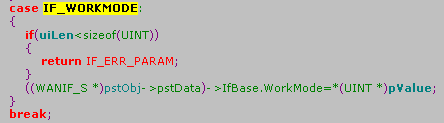 case IF_WORKMODE:
{
if(uiLen<sizeof(UINT))
{
return IF_ERR_PARAM;
}
((WANIF_S *)pstObj->pstData)->IfBase.WorkMode=*(UINT *)pValue;
}
break;